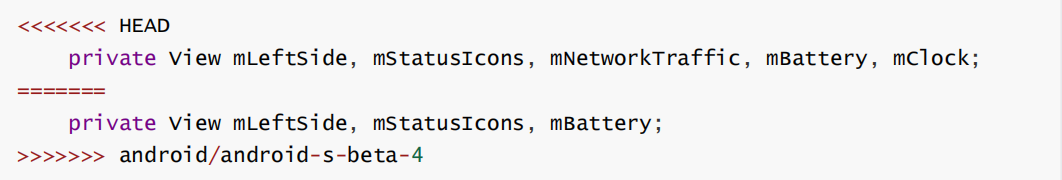 <<<<<<< HEAD
    private View mLeftSide, mStatusIcons, mNetworkTraffic, mBattery, mClock;
=======
    private View mLeftSide, mStatusIcons, mBattery;
>>>>>>> android/android-s-beta-4